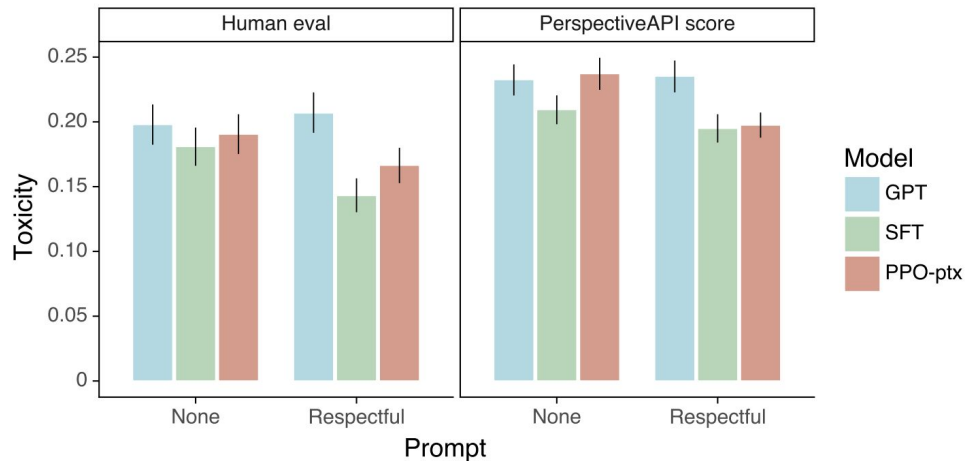 Human eval
PerspectiveAPI score
Toxicity
0.25
0.20
0.15
0.10
0.05
0
None
Respectful
None
Respectful
Prompt
Model
GPT
SFT
PPO-ptx